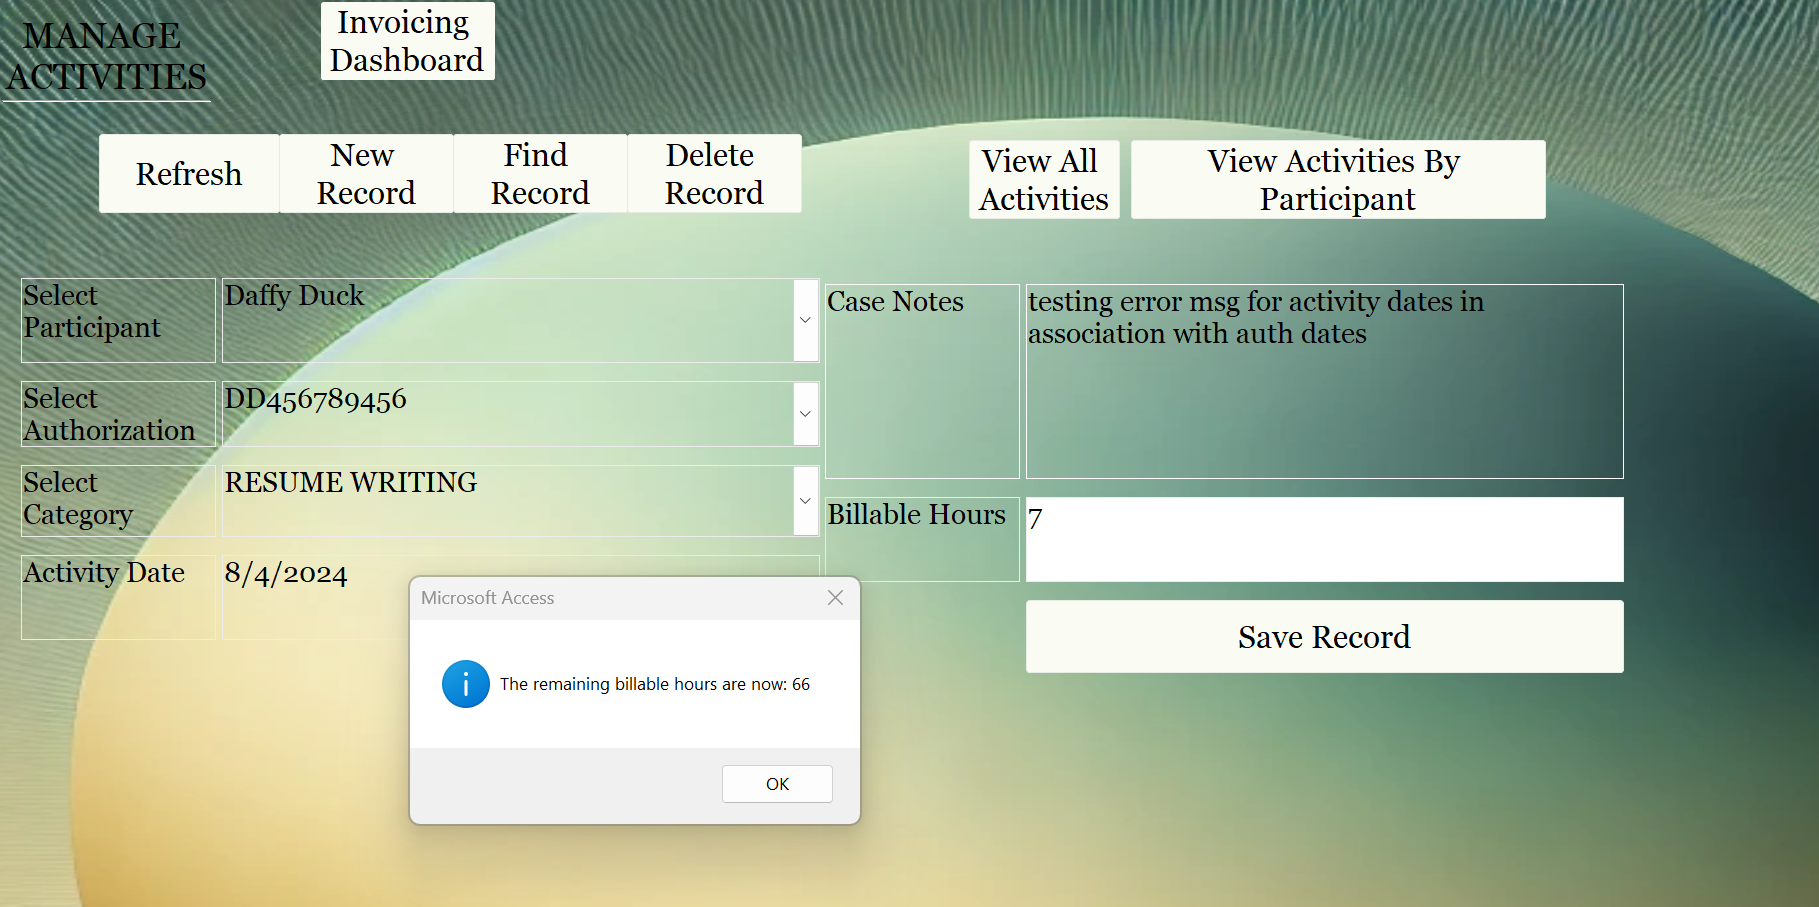 MANAGE
ACTIVITIES
Invoicing
Dashboard
Refresh
New
Record
Find
Record
Delete
Record
View All
Activities
View Activities By
Participant
Select
Participant
Daffy Duck
Case Notes
testing error msg for activity dates in
association with auth dates
Select
Authorization
DD456789456
Select
Category
RESUME WRITING
Billable Hours
7
Activity Date
8/4/2024
Microsoft Access
The remaining billable hours are now: 66
OK
Save Record